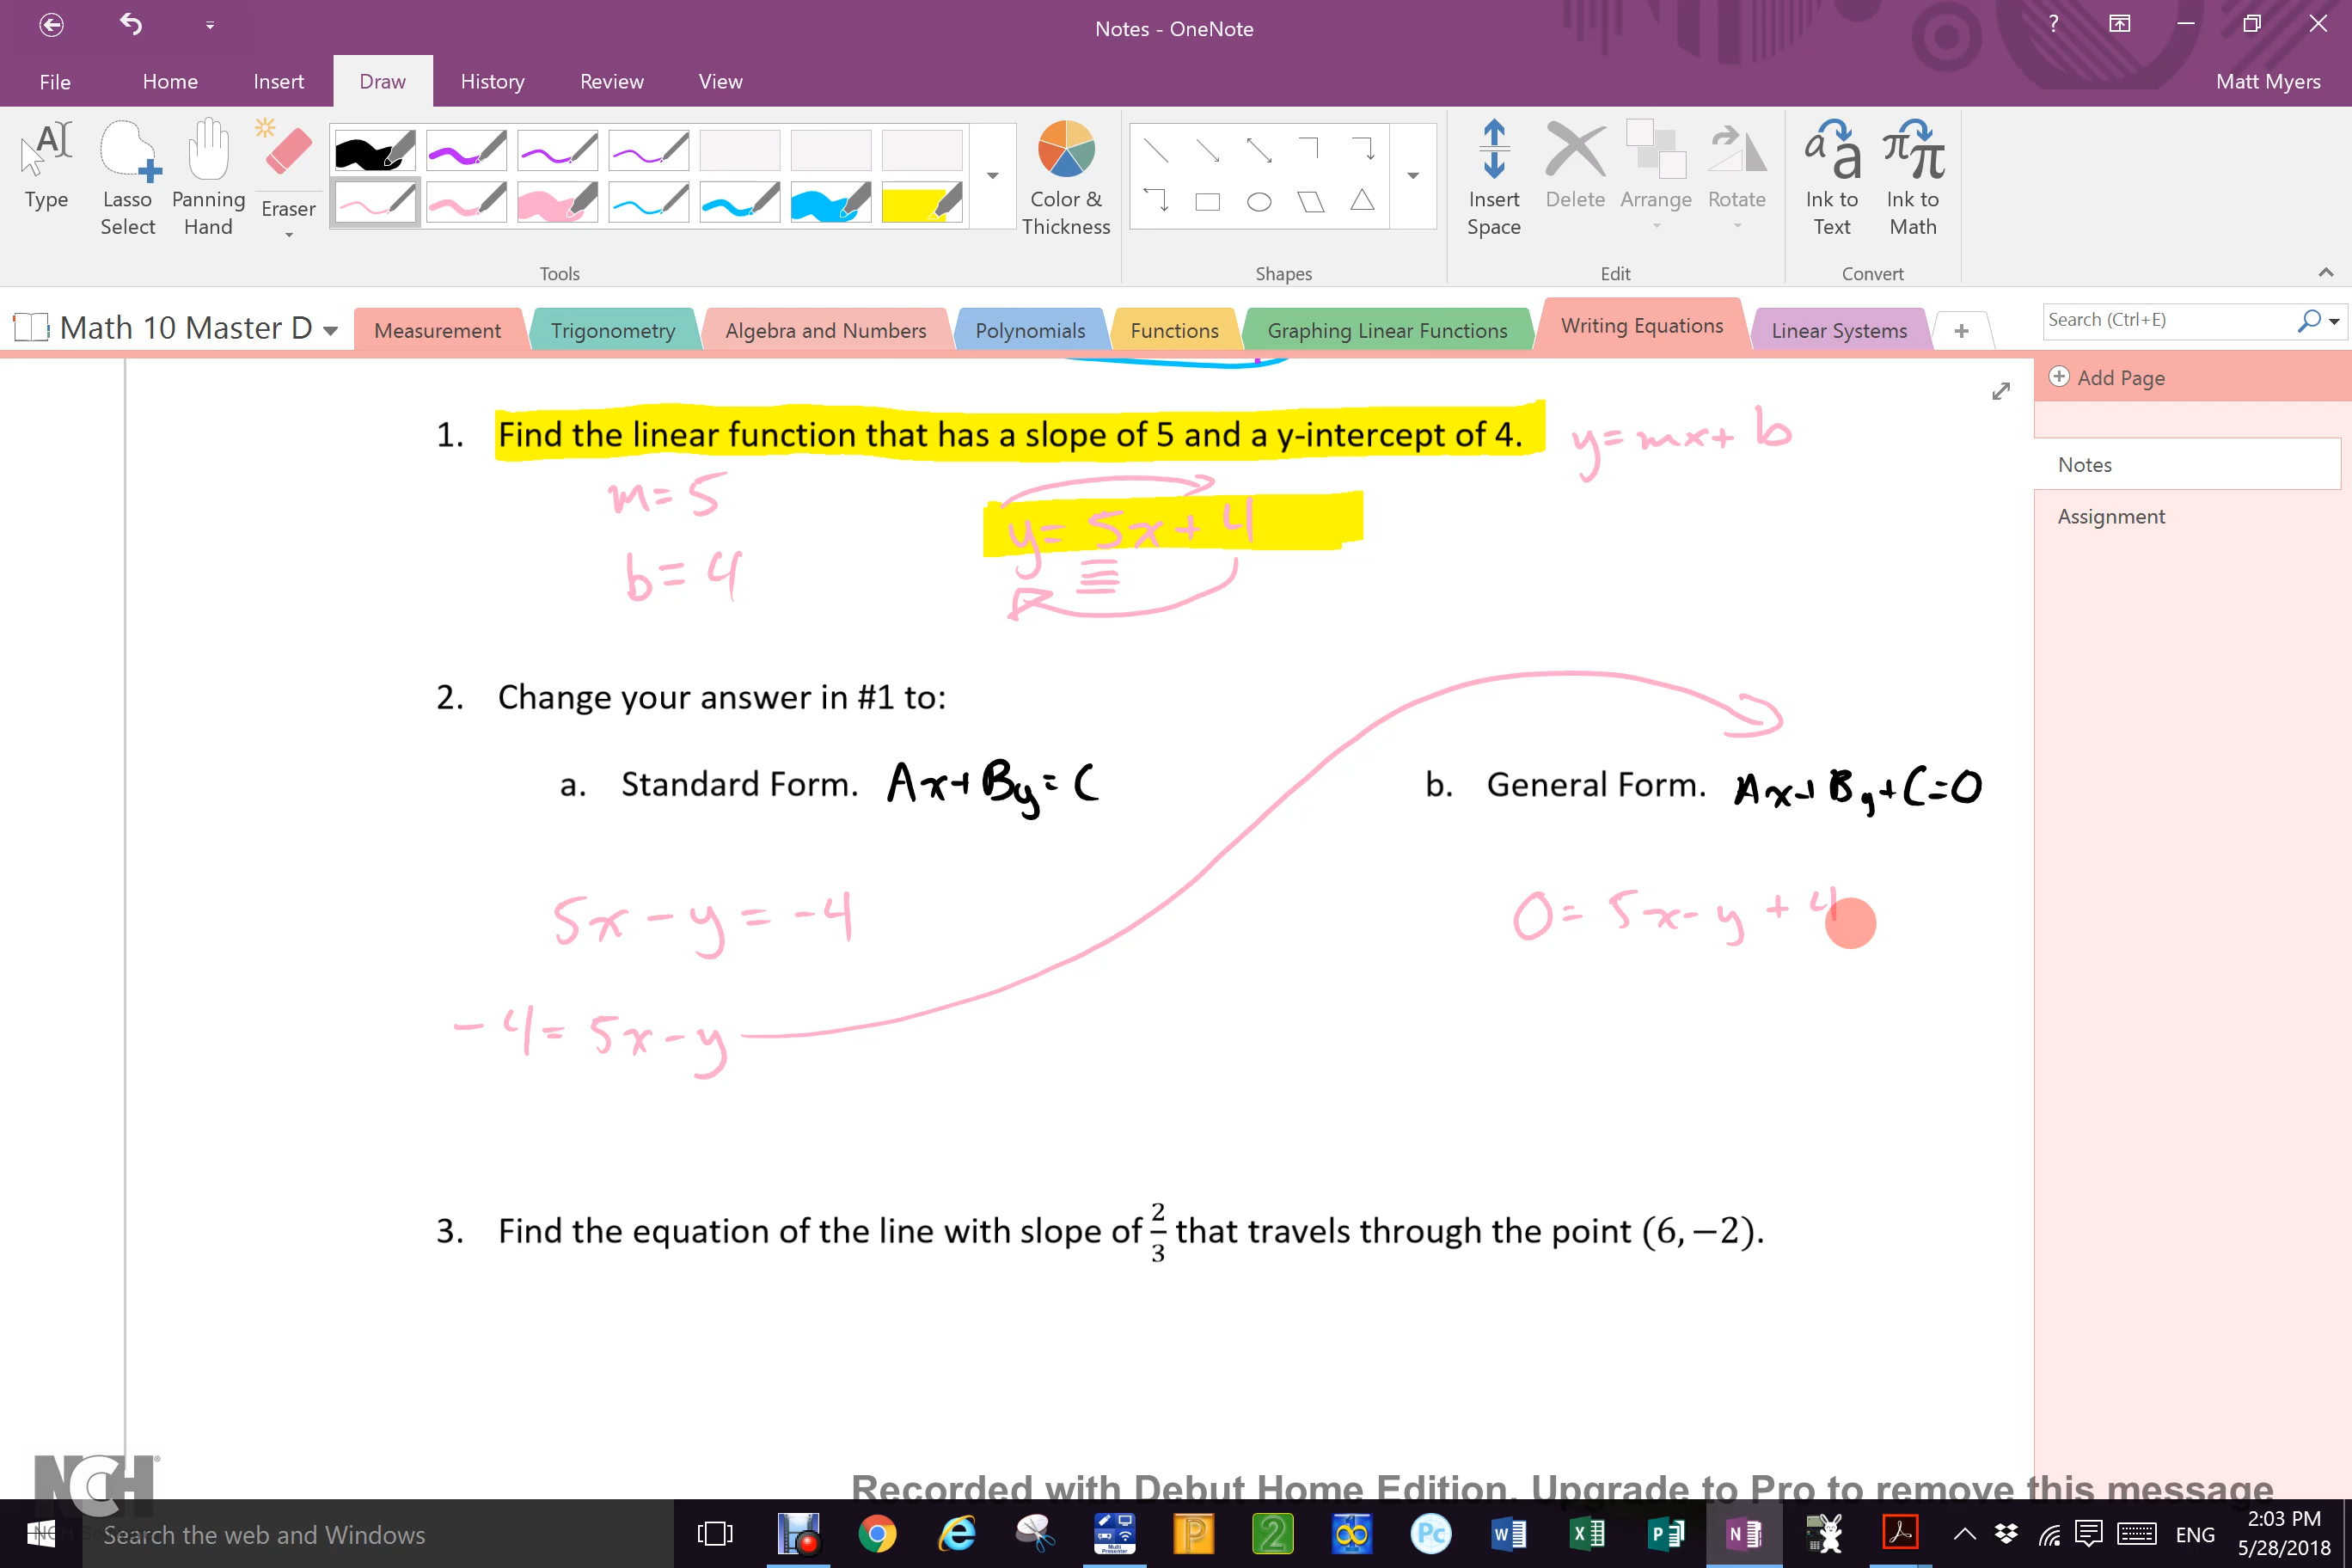 Notes - OneNote
?
File Home Insert Draw History Review View Matt Myers
Type
Lasso Select
Panning Hand
Eraser
Color & Thickness
Insert Space
Delete Arrange Rotate
Ink to Text
Ink to Math
Tools Shapes Edit Convert
Math 10 Master D Measurement Trigonometry Algebra and Numbers Polynomials Functions Graphing Linear Functions Writing Equations Linear Systems + Search (Ctrl+E)
Add Page
Notes
Assignment
1. Find the linear function that has a slope of 5 and a y-intercept of 4. y = mx + b
m = 5
y = 5x + 4
b = 4
2. Change your answer in #1 to:
a. Standard Form. Ax + By = C
b. General Form. Ax + By + C = 0
5x - y = -4
0 = 5x - y + 4
-4 = 5x - y
3. Find the equation of the line with slope of 2/3 that travels through the point (6, −2).
NCH
Recorded with Debut Home Edition. Upgrade to Pro to remove this message
Search the web and Windows
ENG
2:03 PM
5/28/2018